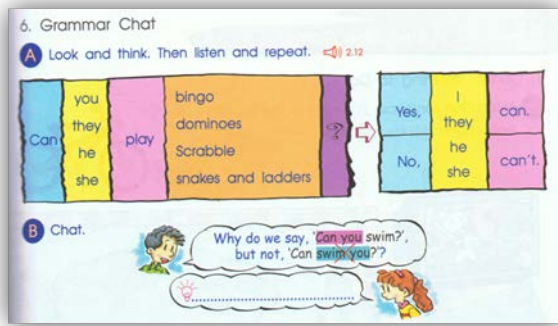 6. Grammar Chat
A Look and think. Then listen and repeat. 2.12
Can
you
they
he
she
play
bingo
dominoes
Scrabble
snakes and ladders
?
Yes,
No,
I
they
he
she
can.
can't.
B Chat.
Why do we say, 'Can you swim?',
but not, 'Can swim you?'?
........................................